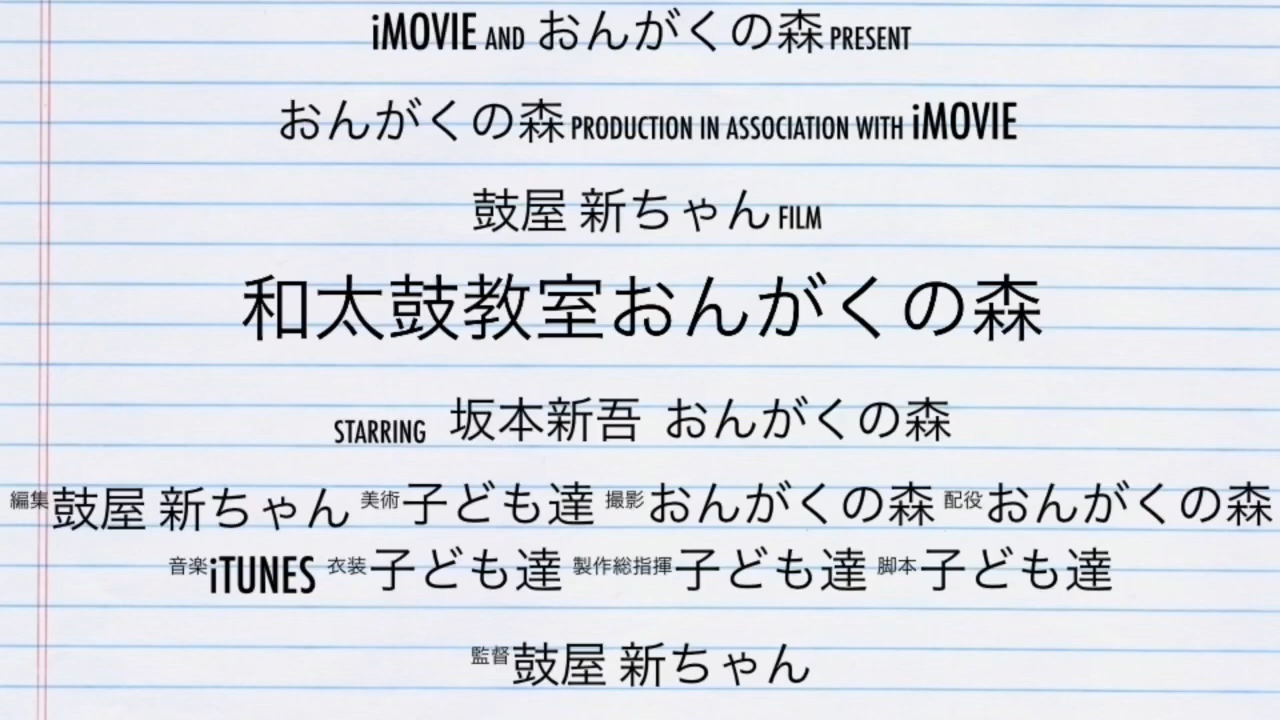 iMOVIE AND おんがくの森 PRESENT
おんがくの森 PRODUCTION IN ASSOCIATION WITH iMOVIE
鼓屋 新ちゃん FILM
和太鼓教室おんがくの森
STARRING 坂本新吾 おんがくの森
編集 鼓屋 新ちゃん 美術 子ども達 撮影 おんがくの森 配役 おんがくの森
音楽 iTUNES 衣装 子ども達 製作総指揮 子ども達 脚本 子ども達
監督 鼓屋 新ちゃん